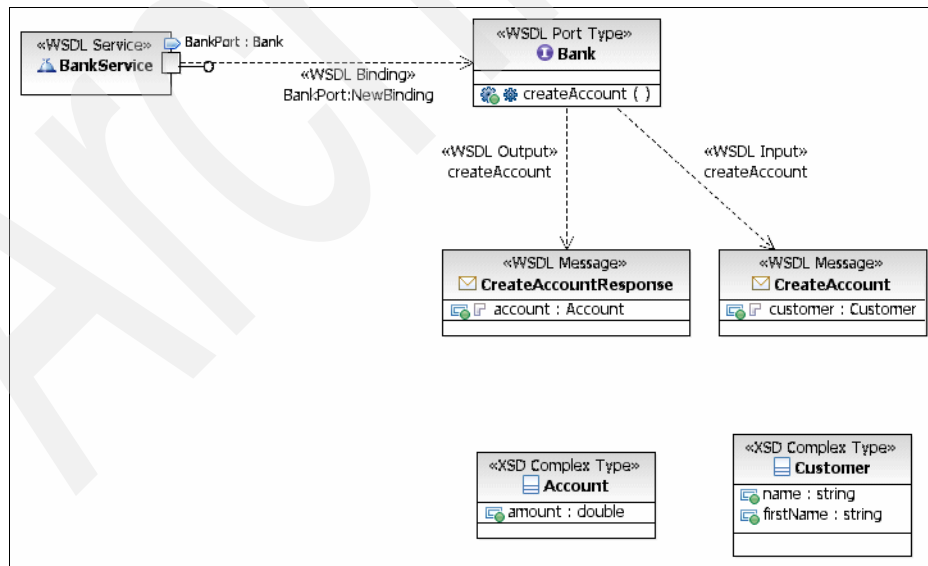 «WSDL Service»
BankService
BankPort : Bank
«WSDL Binding»
BankPort:NewBinding
«WSDL Port Type»
Bank
createAccount ( )
«WSDL Output»
createAccount
«WSDL Input»
createAccount
«WSDL Message»
CreateAccountResponse
account : Account
«WSDL Message»
CreateAccount
customer : Customer
«XSD Complex Type»
Account
amount : double
«XSD Complex Type»
Customer
name : string
firstName : string